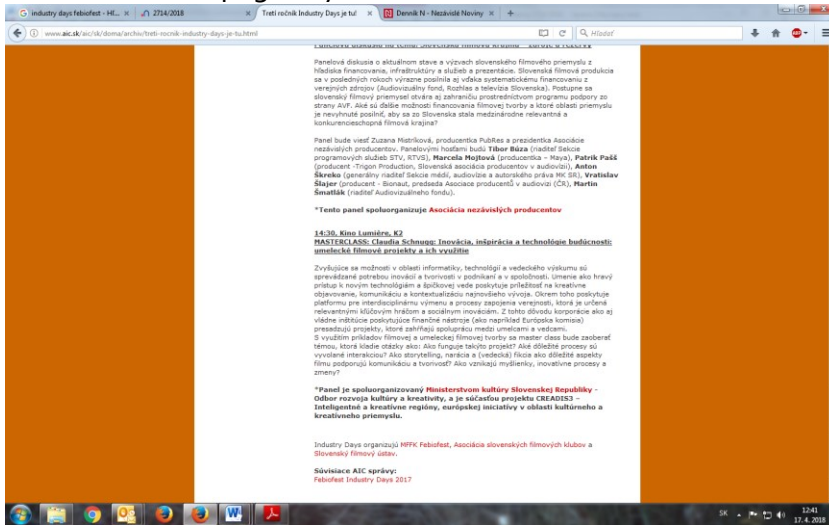 industry days febiofest - Hľ...
2714/2018
Tretí ročník Industry Days je tu!
Denník N - Nezávislé Noviny
www.aic.sk/aic/sk/doma/archiv/treti-rocnik-industry-days-je-tu.html
Hľadať
Panelová diskusia na tému: Slovenská filmová krajina – zdroje a rezervy
Panelová diskusia o aktuálnom stave a výzvach slovenského filmového priemyslu z
hľadiska financovania, infraštruktúry a služieb a prezentácie. Slovenská filmová produkcia
sa v posledných rokoch výrazne posilnila aj vďaka systematickému financovaniu z
verejných zdrojov (Audiovizuálny fond, Rozhlas a televízia Slovenska). Postupne sa
slovenský filmový priemysel otvára aj zahraničiu prostredníctvom programu podpory zo
strany AVF. Aké sú ďalšie možnosti financovania filmovej tvorby a ktoré oblasti priemyslu
je nevyhnutné posilniť, aby sa zo Slovenska stala medzinárodne relevantná a
konkurencieschopná filmová krajina?
Panel bude viesť Zuzana Mistríková, producentka PubRes a prezidentka Asociácie
nezávislých producentov. Panelovými hosťami budú Tibor Búza (riaditeľ Sekcie
programových služieb STV, RTVS), Marcela Mojtová (producentka – Maya), Patrik Pašš
(producent -Trigon Production, Slovenská asociácia producentov v audiovízii), Anton
Škreko (generálny riaditeľ Sekcie médií, audiovízie a autorského práva MK SR), Vratislav
Šlajer (producent - Bionaut, predseda Asociace producentů v audiovizi (ČR), Martin
Šmatlák (riaditeľ Audiovizuálneho fondu).
*Tento panel spoluorganizuje Asociácia nezávislých producentov
14:30, Kino Lumière, K2
MASTERCLASS: Claudia Schnugg: Inovácia, inšpirácia a technológie budúcnosti:
umelecké filmové projekty a ich využitie
Zvyšujúce sa možnosti v oblasti informatiky, technológií a vedeckého výskumu sú
sprevádzané potrebou inovácií a tvorivosti v podnikaní a v spoločnosti. Umenie ako hravý
prístup k novým technológiám a špičkovej vede poskytuje príležitosť na kreatívne
objavovanie, komunikáciu a kontextualizáciu najnovšieho vývoja. Okrem toho poskytuje
platformu pre interdisciplinárnu výmenu a procesy zapojenia verejnosti, ktorá je určená
relevantnými kľúčovým hráčom a sociálnym inováciám. Z tohto dôvodu korporácie ako aj
vládne inštitúcie poskytujúce finančné nástroje (ako napríklad Európska komisia)
presadzujú projekty, ktoré zahŕňajú spoluprácu medzi umelcami a vedcami.
S využitím príkladov filmovej a umeleckej filmovej tvorby sa master class bude zaoberať
témou, ktorá kladie otázky ako: Ako funguje takýto projekt? Aké dôležité procesy sú
vyvolané interakciou? Ako storytelling, narácia a (vedecká) fikcia ako dôležité aspekty
filmu podporujú komunikáciu a tvorivosť? Ako vznikajú myšlienky, inovatívne procesy a
zmeny?
*Panel je spoluorganizovaný Ministerstvom kultúry Slovenskej Republiky -
Odbor rozvoja kultúry a kreativity, a je súčasťou projektu CREADIS3 –
Inteligentné a kreatívne regióny, európskej iniciatívy v oblasti kultúrneho a
kreatívneho priemyslu.
Industry Days organizujú MFFK Febiofest, Asociácia slovenských filmových klubov a
Slovenský filmový ústav.
Súvisiace AIC správy:
Febiofest Industry Days 2017
SK
12:41
17. 4. 2018